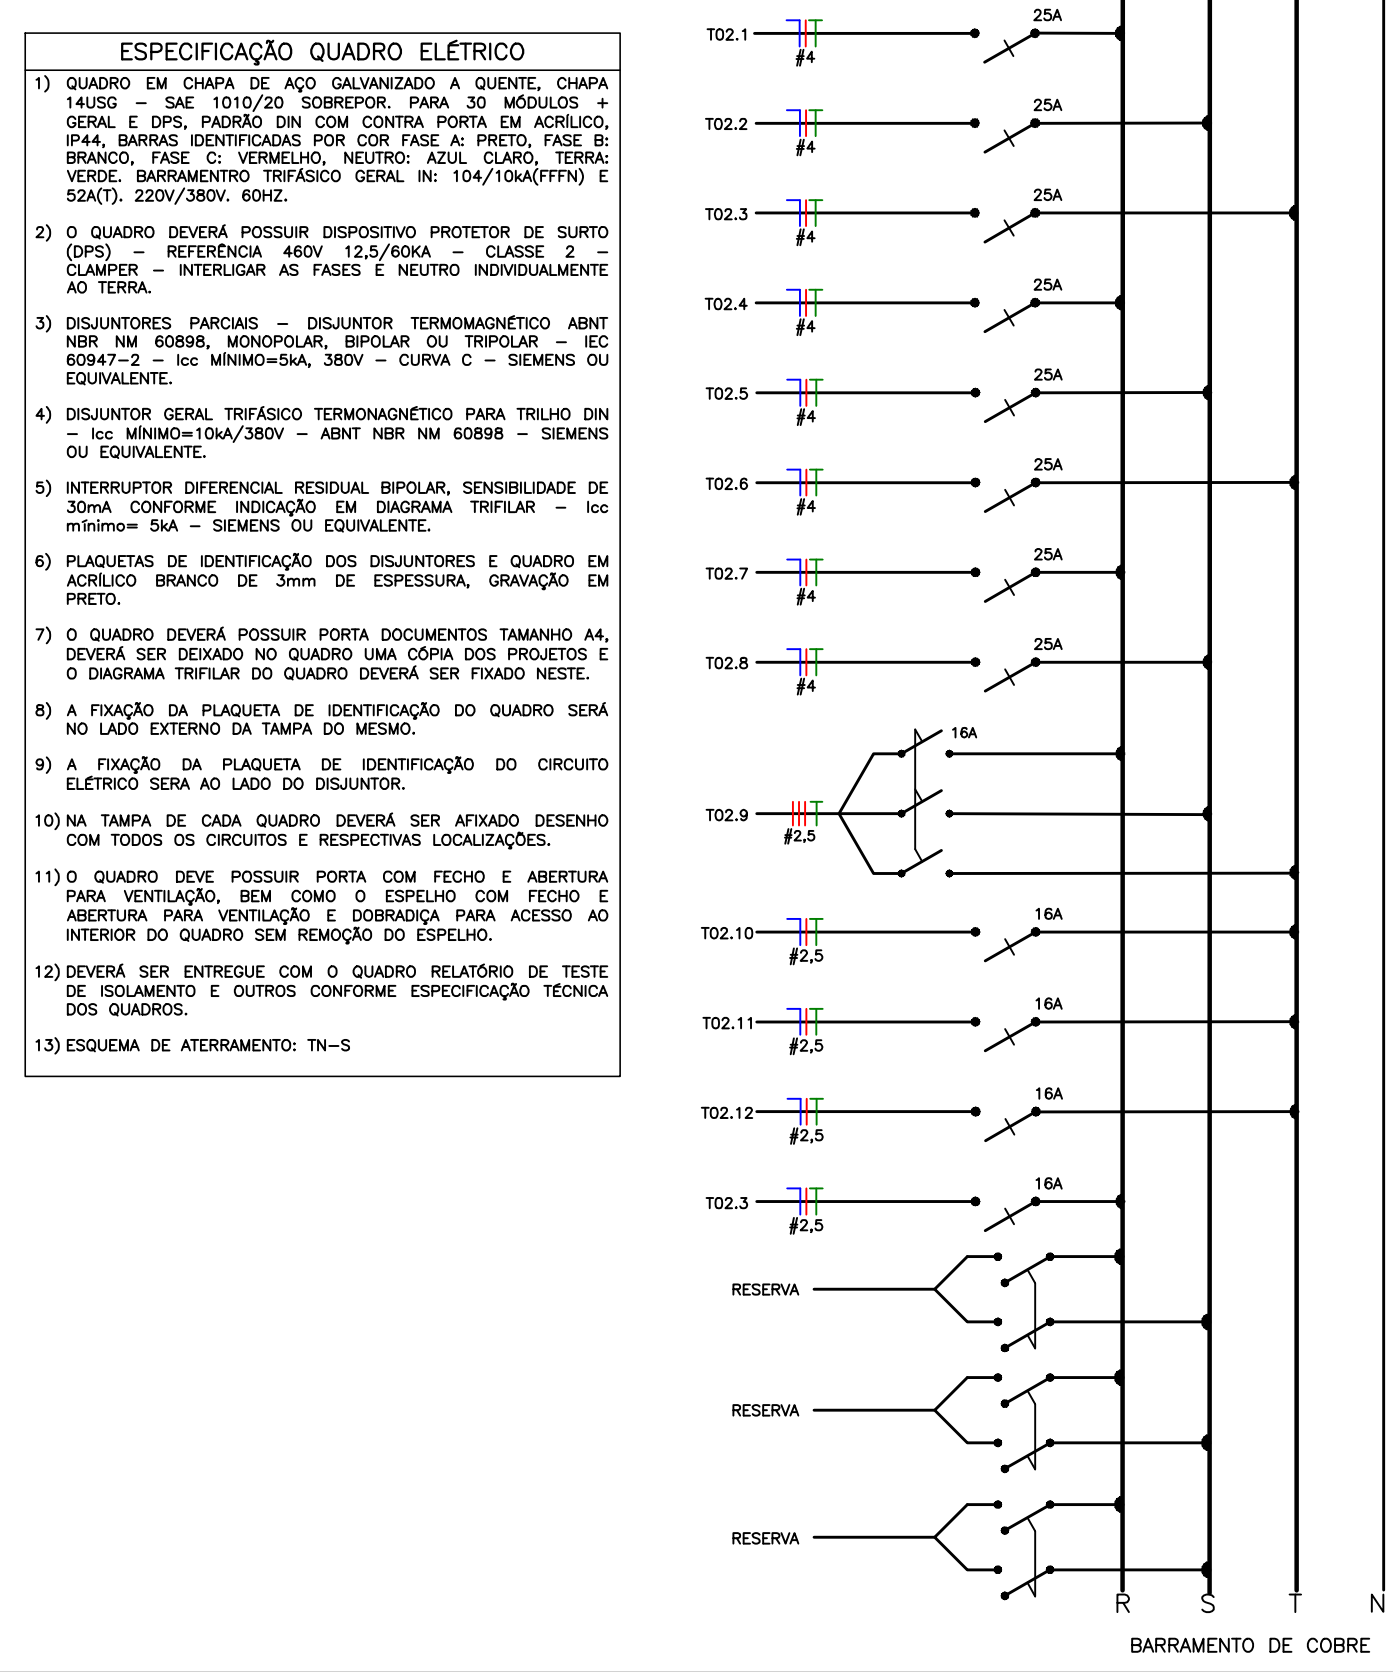 ESPECIFICAÇÃO QUADRO ELÉTRICO
1) QUADRO EM CHAPA DE AÇO GALVANIZADO A QUENTE, CHAPA
14USG – SAE 1010/20 SOBREPOR. PARA 30 MÓDULOS +
GERAL E DPS, PADRÃO DIN COM CONTRA PORTA EM ACRÍLICO,
IP44, BARRAS IDENTIFICADAS POR COR FASE A: PRETO, FASE B:
BRANCO, FASE C: VERMELHO, NEUTRO: AZUL CLARO, TERRA:
VERDE. BARRAMENTRO TRIFÁSICO GERAL IN: 104/10kA(FFFN) E
52A(T). 220V/380V. 60HZ.
2) O QUADRO DEVERÁ POSSUIR DISPOSITIVO PROTETOR DE SURTO
(DPS) – REFERÊNCIA 460V 12,5/60KA – CLASSE 2 –
CLAMPER – INTERLIGAR AS FASES E NEUTRO INDIVIDUALMENTE
AO TERRA.
3) DISJUNTORES PARCIAIS – DISJUNTOR TERMOMAGNÉTICO ABNT
NBR NM 60898, MONOPOLAR, BIPOLAR OU TRIPOLAR – IEC
60947–2 – Icc MÍNIMO=5kA, 380V – CURVA C – SIEMENS OU
EQUIVALENTE.
4) DISJUNTOR GERAL TRIFÁSICO TERMONAGNÉTICO PARA TRILHO DIN
– Icc MÍNIMO=10kA/380V – ABNT NBR NM 60898 – SIEMENS
OU EQUIVALENTE.
5) INTERRUPTOR DIFERENCIAL RESIDUAL BIPOLAR, SENSIBILIDADE DE
30mA CONFORME INDICAÇÃO EM DIAGRAMA TRIFILAR – Icc
mínimo= 5kA – SIEMENS OU EQUIVALENTE.
6) PLAQUETAS DE IDENTIFICAÇÃO DOS DISJUNTORES E QUADRO EM
ACRÍLICO BRANCO DE 3mm DE ESPESSURA, GRAVAÇÃO EM
PRETO.
7) O QUADRO DEVERÁ POSSUIR PORTA DOCUMENTOS TAMANHO A4,
DEVERÁ SER DEIXADO NO QUADRO UMA CÓPIA DOS PROJETOS E
O DIAGRAMA TRIFILAR DO QUADRO DEVERÁ SER FIXADO NESTE.
8) A FIXAÇÃO DA PLAQUETA DE IDENTIFICAÇÃO DO QUADRO SERÁ
NO LADO EXTERNO DA TAMPA DO MESMO.
9) A FIXAÇÃO DA PLAQUETA DE IDENTIFICAÇÃO DO CIRCUITO
ELÉTRICO SERA AO LADO DO DISJUNTOR.
10) NA TAMPA DE CADA QUADRO DEVERÁ SER AFIXADO DESENHO
COM TODOS OS CIRCUITOS E RESPECTIVAS LOCALIZAÇÕES.
11) O QUADRO DEVE POSSUIR PORTA COM FECHO E ABERTURA
PARA VENTILAÇÃO, BEM COMO O ESPELHO COM FECHO E
ABERTURA PARA VENTILAÇÃO E DOBRADIÇA PARA ACESSO AO
INTERIOR DO QUADRO SEM REMOÇÃO DO ESPELHO.
12) DEVERÁ SER ENTREGUE COM O QUADRO RELATÓRIO DE TESTE
DE ISOLAMENTO E OUTROS CONFORME ESPECIFICAÇÃO TÉCNICA
DOS QUADROS.
13) ESQUEMA DE ATERRAMENTO: TN–S
25A
T02.1
#4
25A
T02.2
#4
25A
T02.3
#4
25A
T02.4
#4
25A
T02.5
#4
25A
T02.6
#4
25A
T02.7
#4
25A
T02.8
#4
16A
T02.9
#2,5
16A
T02.10
#2,5
16A
T02.11
#2,5
16A
T02.12
#2,5
16A
T02.3
#2,5
RESERVA
RESERVA
RESERVA
R S T N
BARRAMENTO DE COBRE